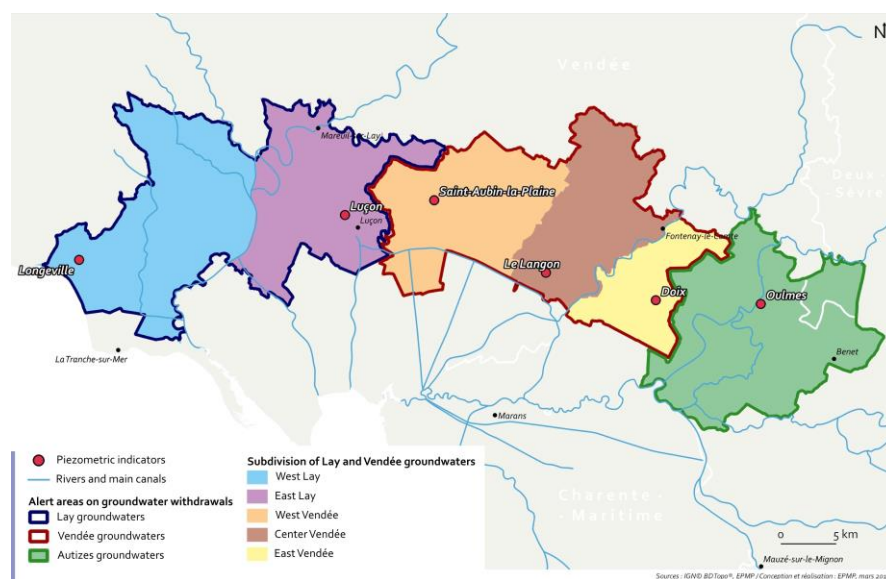 N
Vendée
Mareuil-sur-Layl
Deux -
- Sèvre
Saint-Aubin-la-Plaine
Luçon
Luçon
Fontenay-le-Comte
Longeville
Le Langon
Doix
Oulmes
La Tranche-sur-Mer
Benet
Marans
Charente -
- Maritime
Mauzé-sur-le-Mignon
0 5 km
Piezometric indicators
Rivers and main canals
Alert areas on groundwater withdrawals
Lay groundwaters
Vendée groundwaters
Autizes groundwaters
Subdivision of Lay and Vendée groundwaters
West Lay
East Lay
West Vendée
Center Vendée
East Vendée
Sources : IGN© BDTopo®, EPMP / Conception et réalisation : EPMP, mars